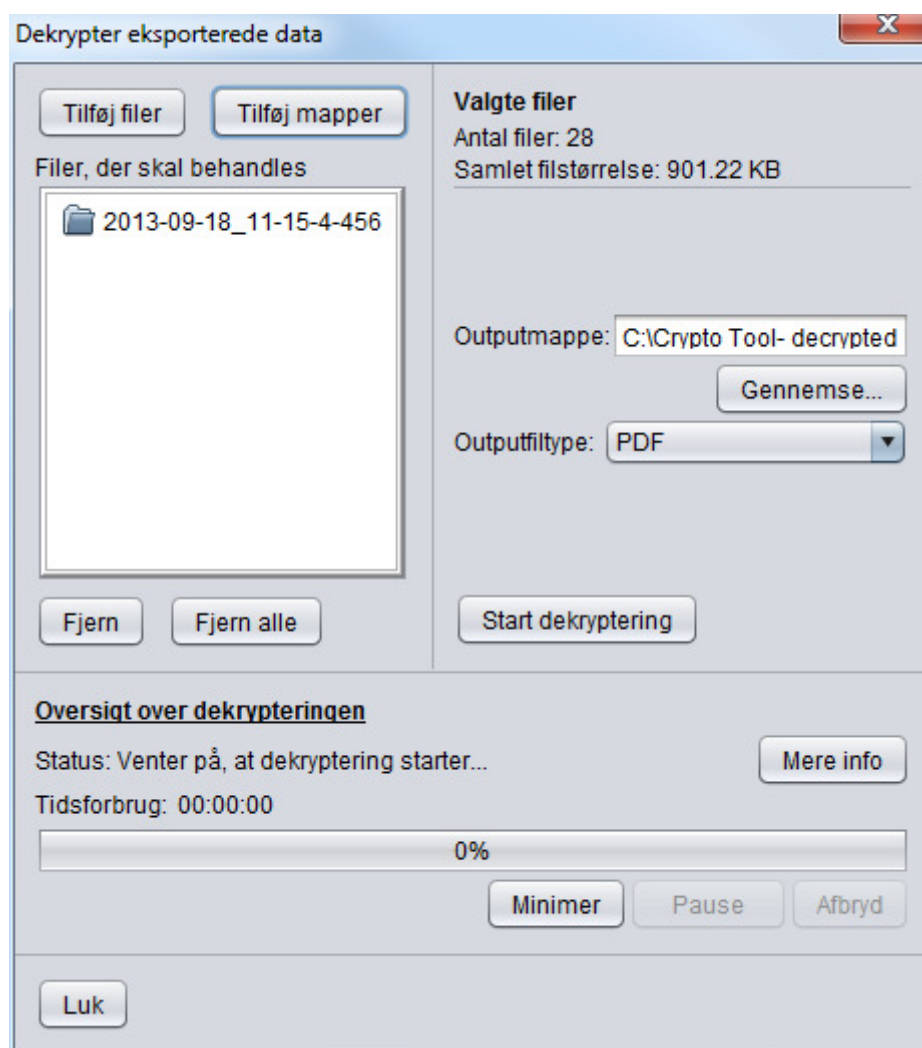 Dekrypter eksporterede data
Tilføj filer
Tilføj mapper
Filer, der skal behandles
2013-09-18_11-15-4-456
Fjern
Fjern alle
Valgte filer
Antal filer: 28
Samlet filstørrelse: 901.22 KB
Outputmappe: C:\Crypto Tool- decrypted
Gennemse...
Outputfiltype: PDF
Start dekryptering
Oversigt over dekrypteringen
Status: Venter på, at dekryptering starter...
Mere info
Tidsforbrug: 00:00:00
0%
Minimer
Pause
Afbryd
Luk